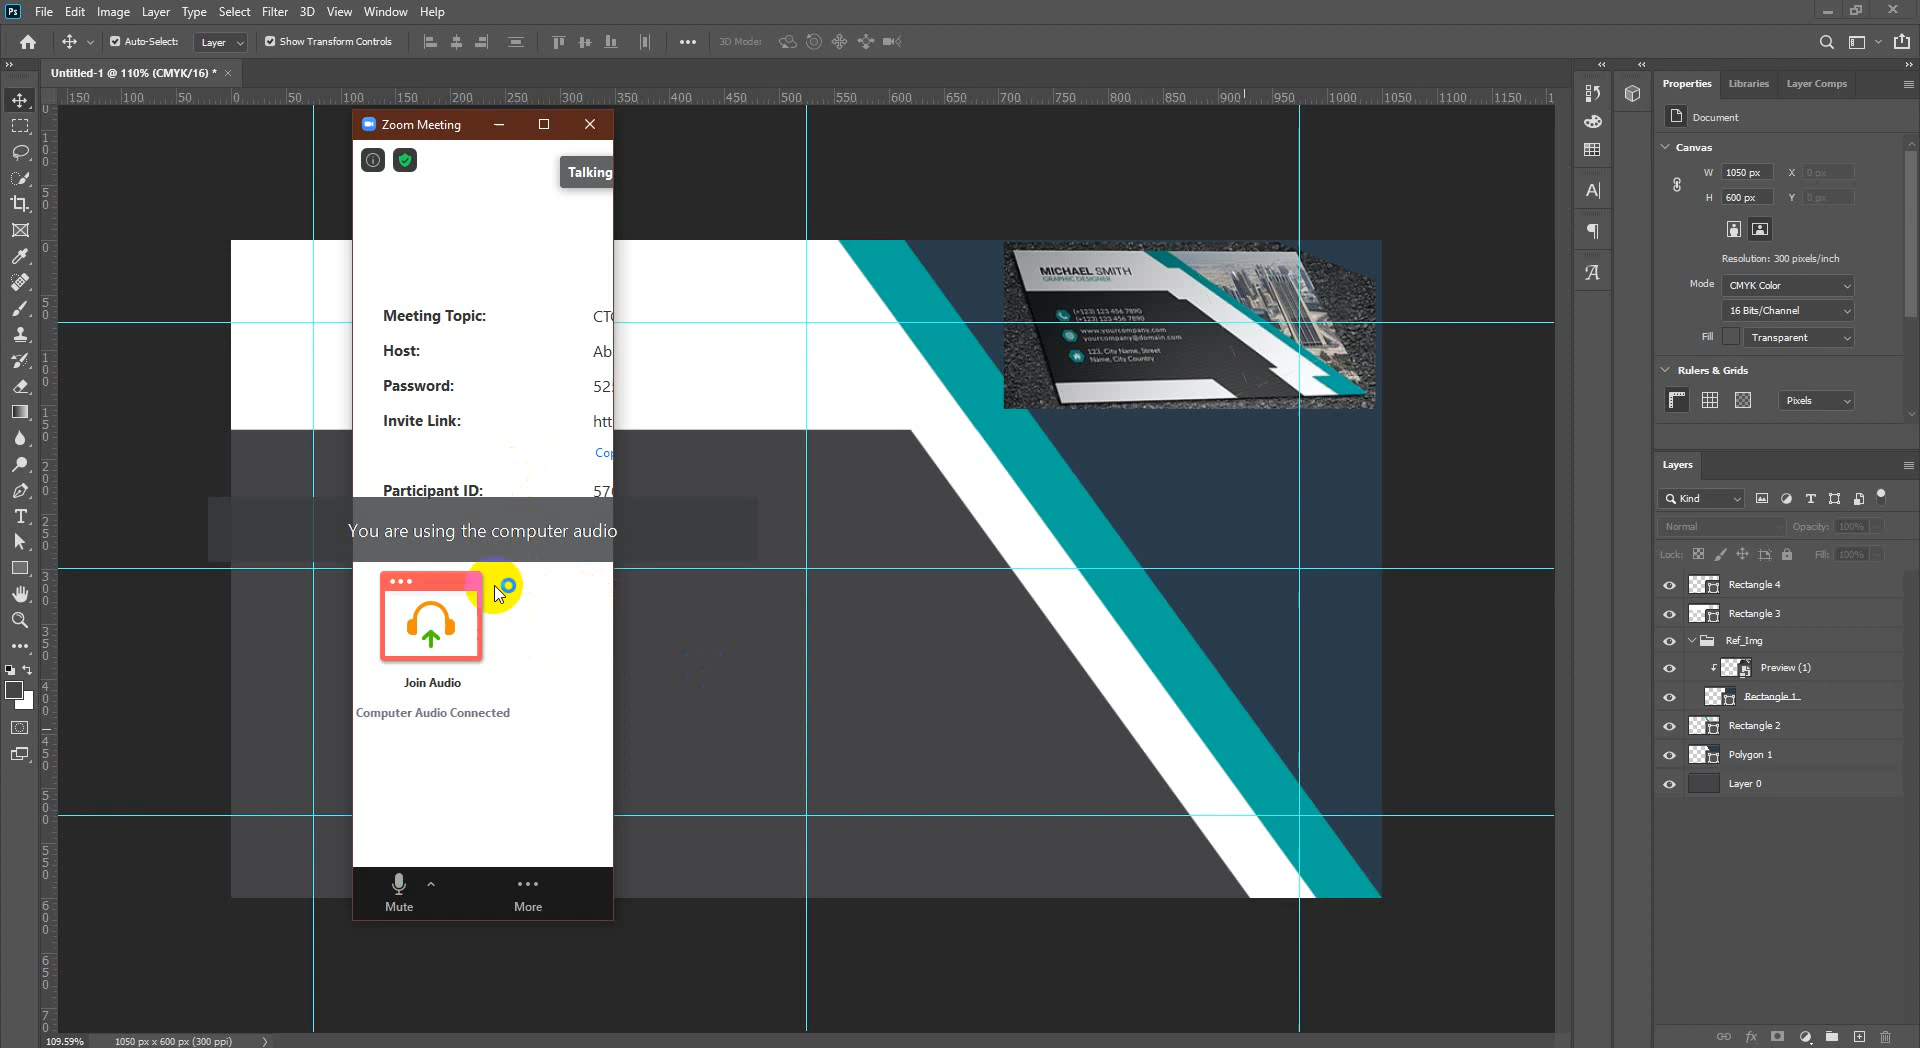 Ps File Edit Image Layer Type Select Filter 3D View Window Help
Auto-Select: Layer Show Transform Controls 3D Mode:
Untitled-1 @ 110% (CMYK/16) *
150 100 50 0 50 100 150 200 250 300 350 400 450 500 550 600 650 700 750 800 850 900 950 1000 1050 1100 1150
Zoom Meeting
Talking
Meeting Topic: CT
Host: Ab
Password: 52
Invite Link: htt
Cop
Participant ID: 57
You are using the computer audio
Join Audio
Computer Audio Connected
Mute More
MICHAEL SMITH
GRAPHIC DESIGNER
(+123) 123 456 7890
(+123) 123 456 7890
www.yourcompany.com
yourcompany@domain.com
123, City Name, Street
Name, City Country
Properties Libraries Layer Comps
Document
Canvas
W 1050 px X 0 px
H 600 px Y 0 px
Resolution: 300 pixels/inch
Mode CMYK Color
16 Bits/Channel
Fill Transparent
Rulers & Grids
Pixels
Layers
Kind
Normal Opacity: 100%
Lock: Fill: 100%
Rectangle 4
Rectangle 3
Ref_Img
Preview (1)
Rectangle 1
Rectangle 2
Polygon 1
Layer 0
109.59% 1050 px x 600 px (300 ppi)